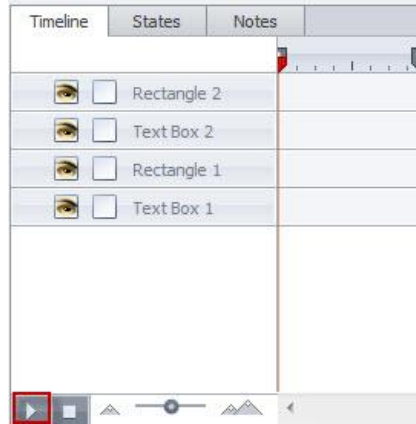 Timeline States Notes
Rectangle 2
Text Box 2
Rectangle 1
Text Box 1